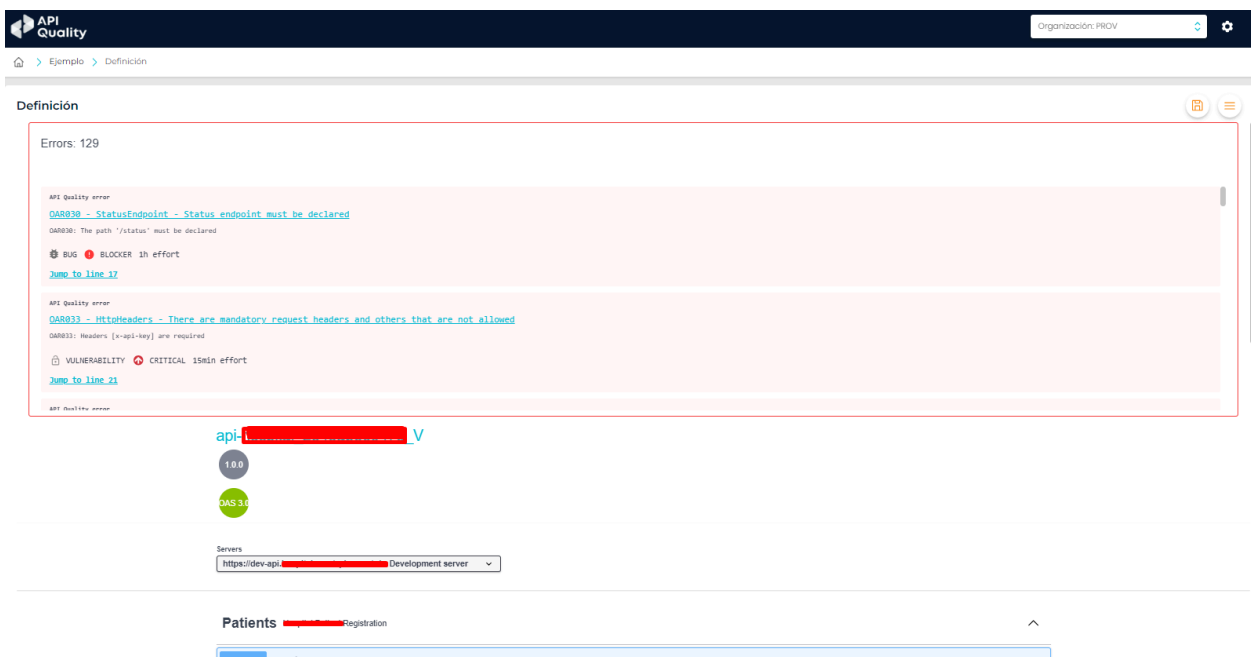 API
Quality
Organización: PROV
Ejemplo
Definición
Definición
Errors: 129
API Quality error
OAR030 - StatusEndpoint - Status endpoint must be declared
OAR030: The path '/status' must be declared
BUG BLOCKER 1h effort
Jump to line 17
API Quality error
OAR033 - HttpHeaders - There are mandatory request headers and others that are not allowed
OAR033: Headers [x-api-key] are required
VULNERABILITY CRITICAL 15min effort
Jump to line 21
API Quality error
api- _V
1.0.0
OAS 3.0
Servers
https://dev-api. Development server
Patients Registration